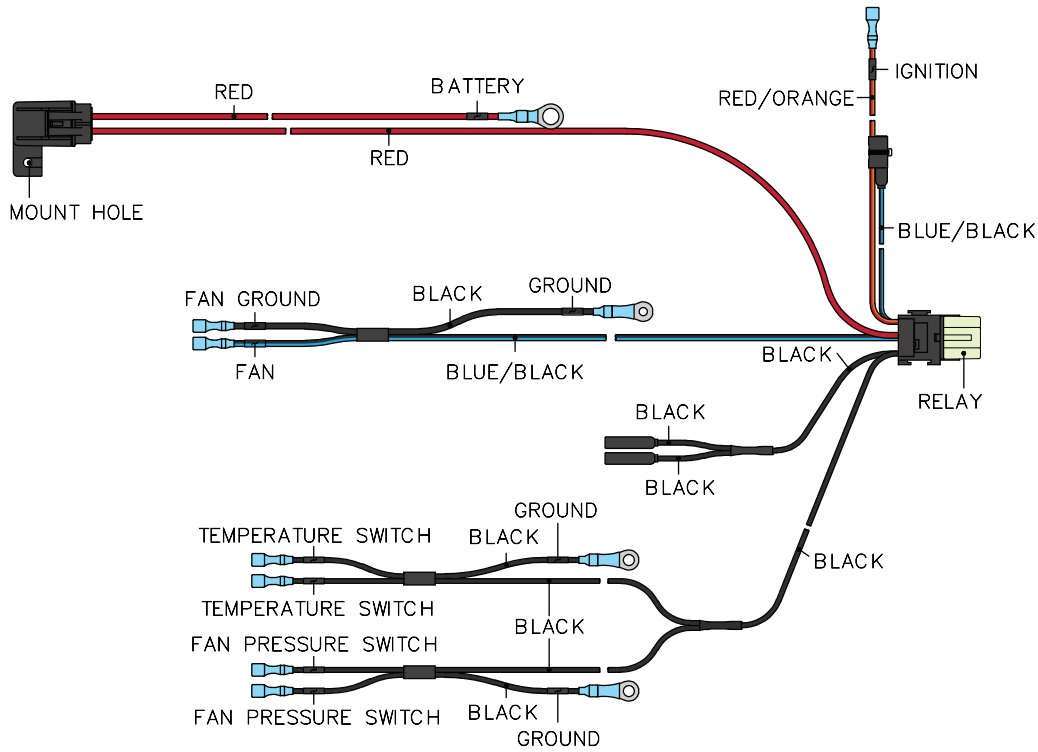 IGNITION
BATTERY
RED
RED/ORANGE
RED
MOUNT HOLE
BLUE/BLACK
GROUND
BLACK
FAN GROUND
BLACK
FAN
BLUE/BLACK
RELAY
BLACK
BLACK
GROUND
TEMPERATURE SWITCH
BLACK
BLACK
TEMPERATURE SWITCH
BLACK
FAN PRESSURE SWITCH
BLACK
FAN PRESSURE SWITCH
GROUND